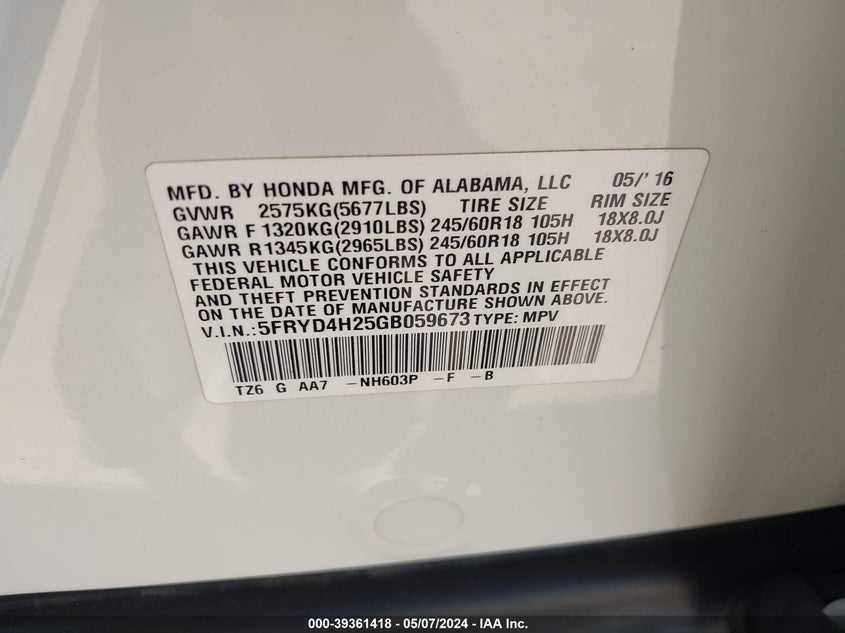 MFD. BY HONDA MFG. OF ALABAMA, LLC 05/' 16
GVWR 2575KG(5677LBS) TIRE SIZE RIM SIZE
GAWR F 1320KG(2910LBS) 245/60R18 105H 18X8.0J
GAWR R 1345KG(2965LBS) 245/60R18 105H 18X8.0J
THIS VEHICLE CONFORMS TO ALL APPLICABLE
FEDERAL MOTOR VEHICLE SAFETY
AND THEFT PREVENTION STANDARDS IN EFFECT
ON THE DATE OF MANUFACTURE SHOWN ABOVE.
V.I.N.: 5FRYD4H25GB059673 TYPE: MPV
TZ6 G AA7 -NH603P -F -B
000-39361418 - 05/07/2024 - IAA Inc.